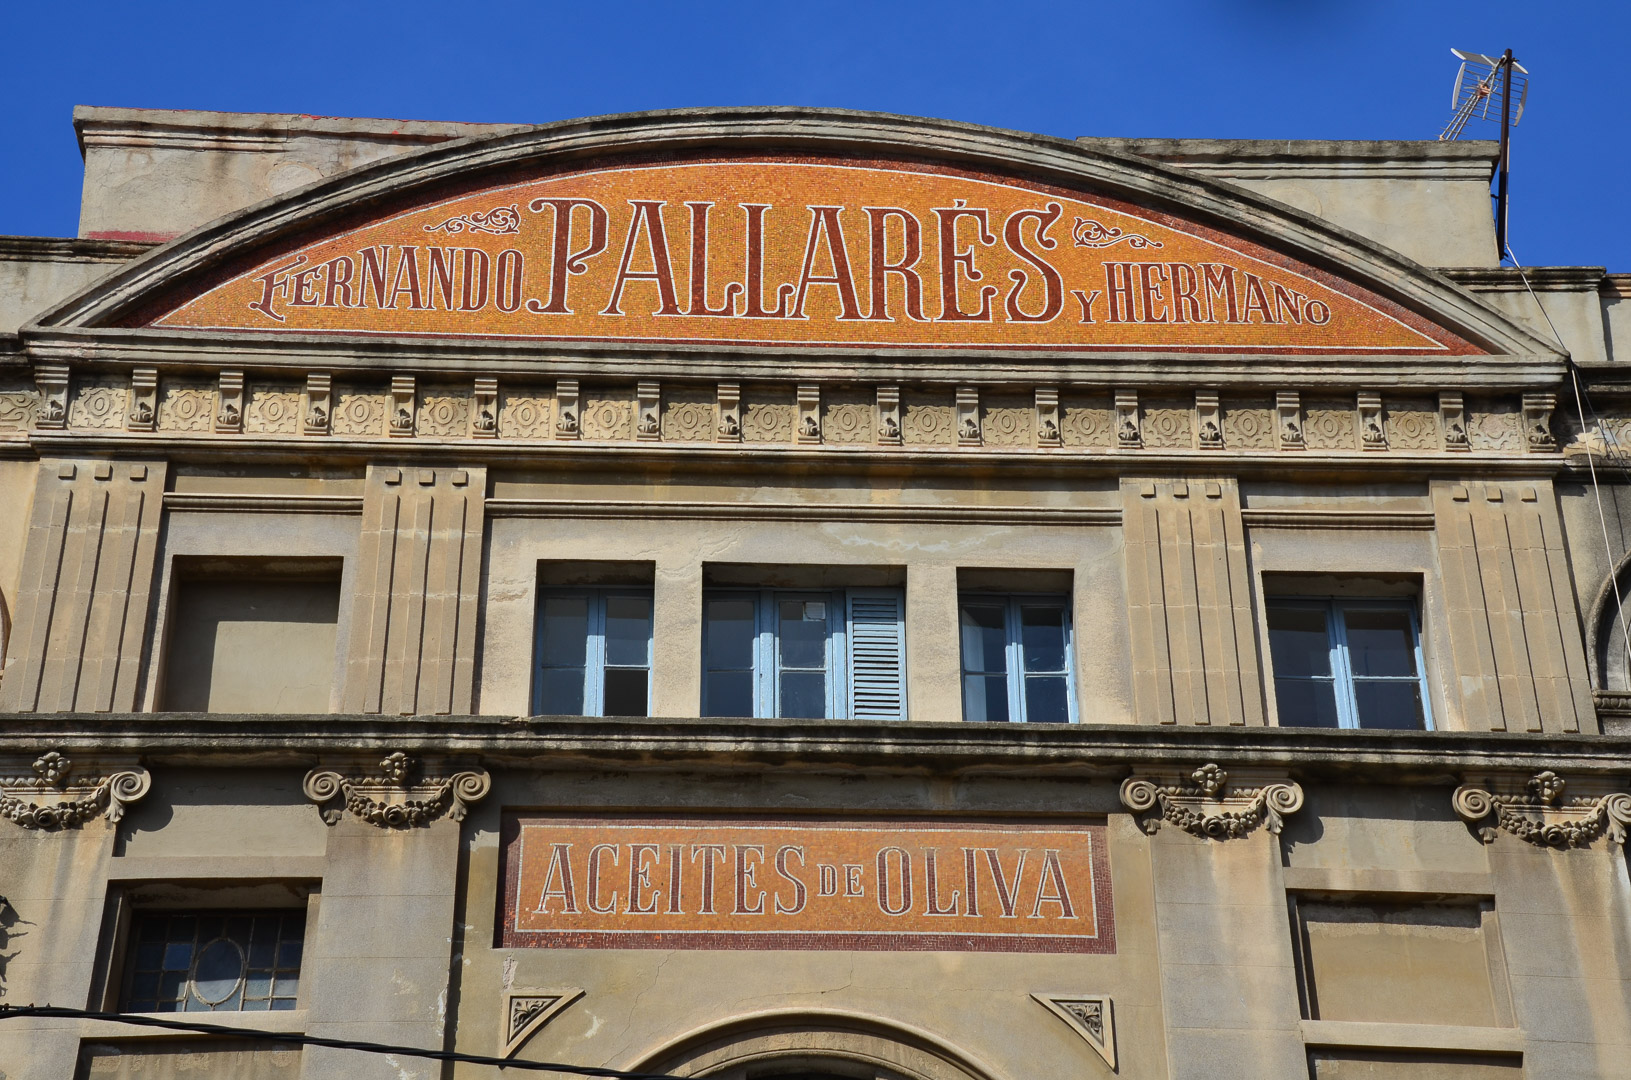 FERNANDO PALLARÉS Y HERMANO
ACEITES DE OLIVA